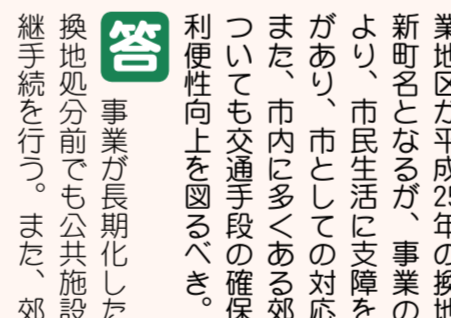 業地区が平成25年の換地
新町名となるが、事業の
より、市民生活に支障を
があり、市としての対応
また、市内に多くある郊
ついても交通手段の確保
利便性向上を図るべき。
答
事業が長期化した
換地処分前でも公共施設
継手続を行う。また、郊